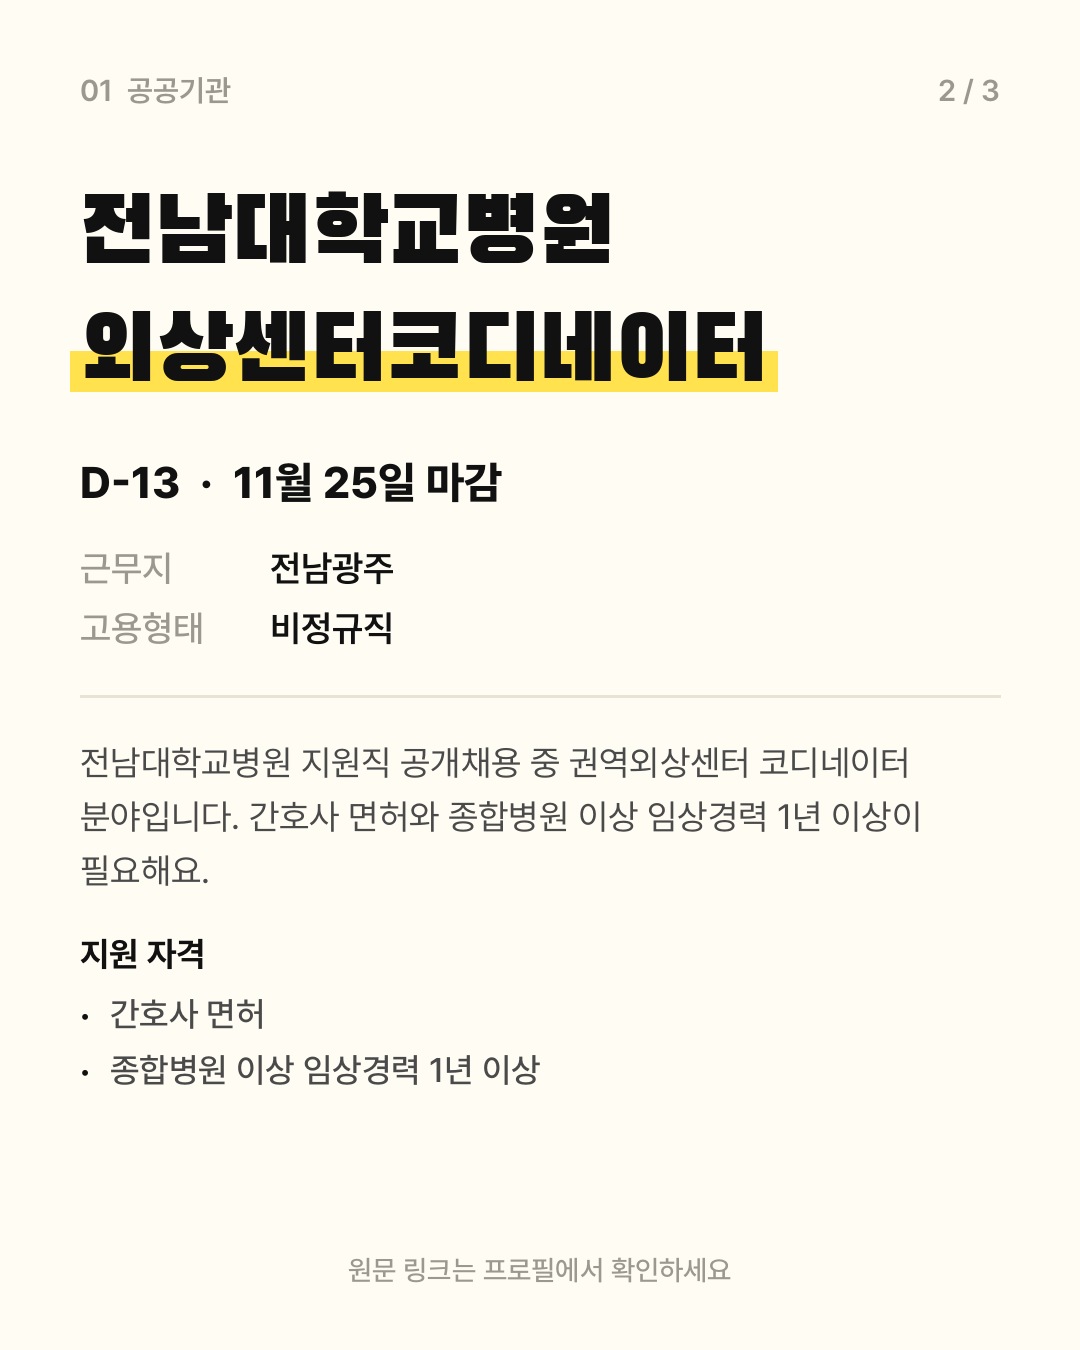 01 공공기관
2 / 3
전남대학교병원
외상센터코디네이터
D-13 · 11월 25일 마감
근무지 전남광주
고용형태 비정규직
전남대학교병원 지원직 공개채용 중 권역외상센터 코디네이터
분야입니다. 간호사 면허와 종합병원 이상 임상경력 1년 이상이
필요해요.
지원 자격
· 간호사 면허
· 종합병원 이상 임상경력 1년 이상
원문 링크는 프로필에서 확인하세요